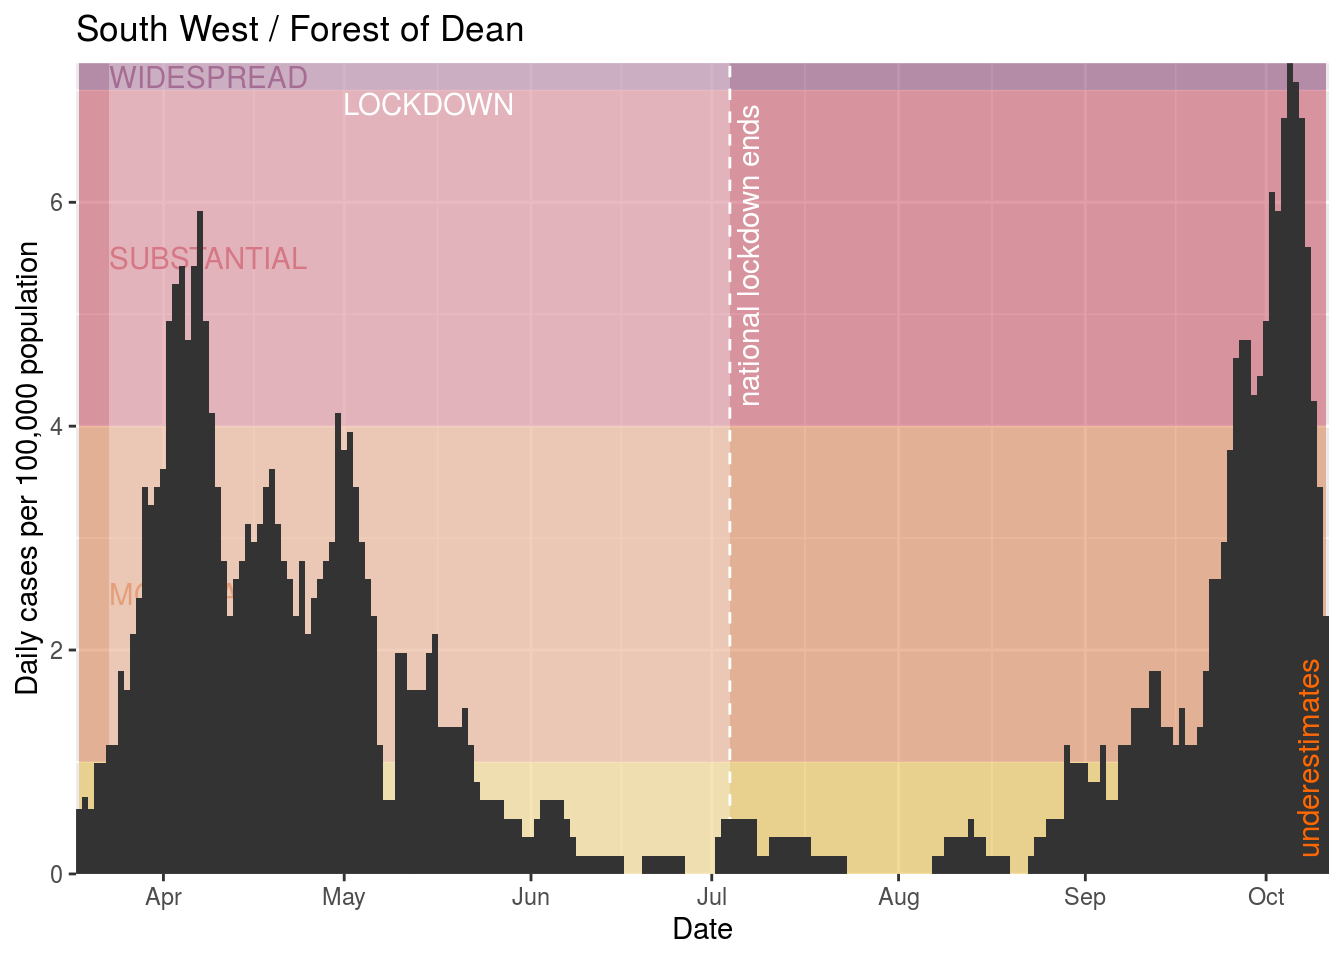 South West / Forest of Dean
WIDESPREAD
LOCKDOWN
SUBSTANTIAL
national lockdown ends
underestimates
Daily cases per 100,000 population
6
4
2
0
Apr
May
Jun
Jul
Aug
Sep
Oct
Date